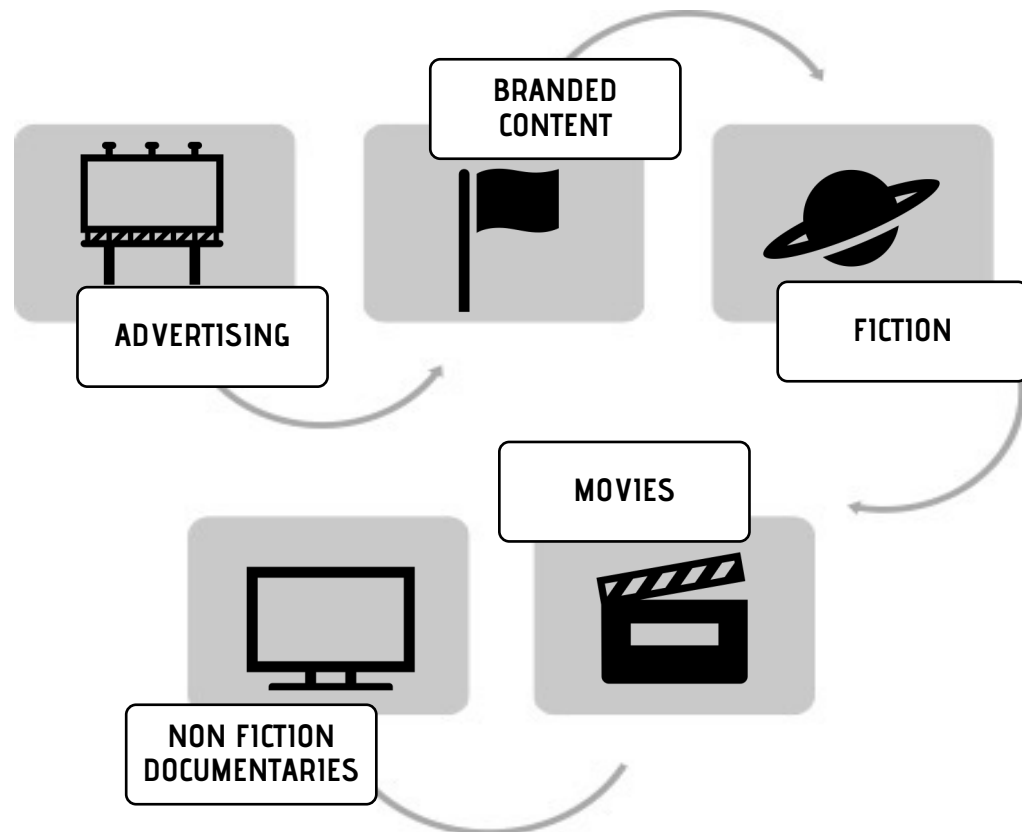 ADVERTISING
BRANDED
CONTENT
FICTION
MOVIES
NON FICTION
DOCUMENTARIES